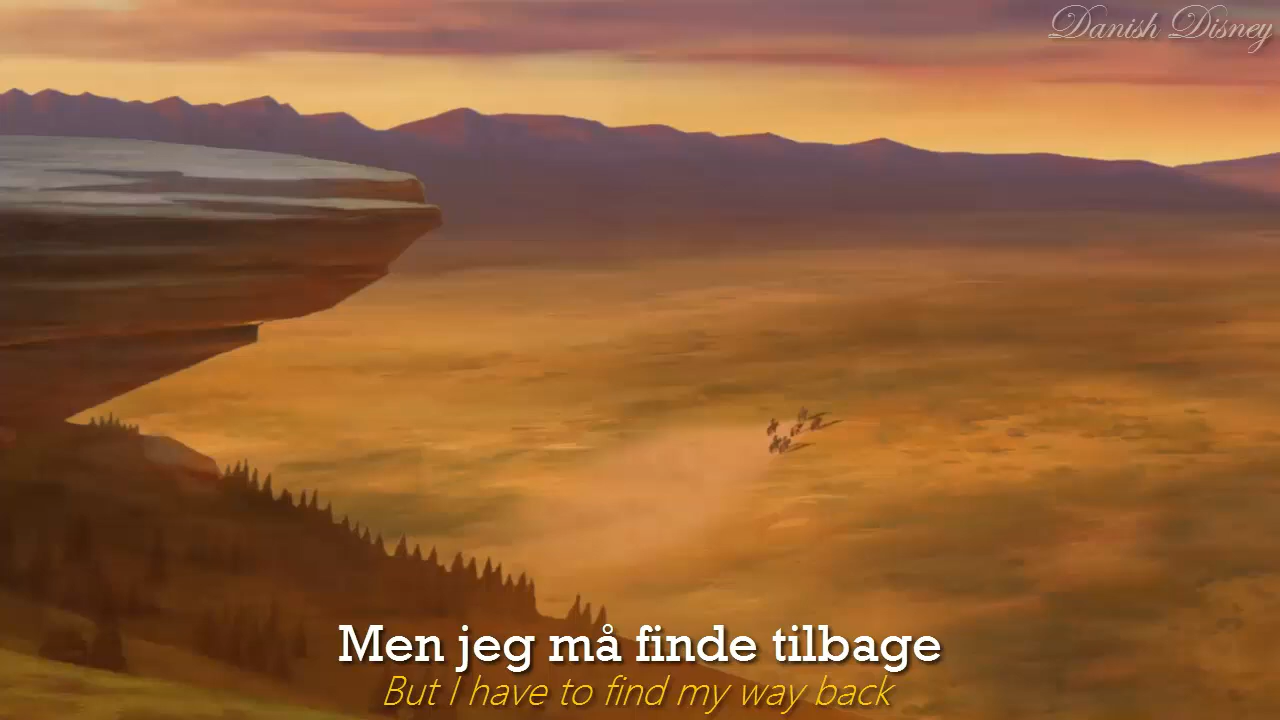 Danish Disney
Men jeg må finde tilbage
But I have to find my way back